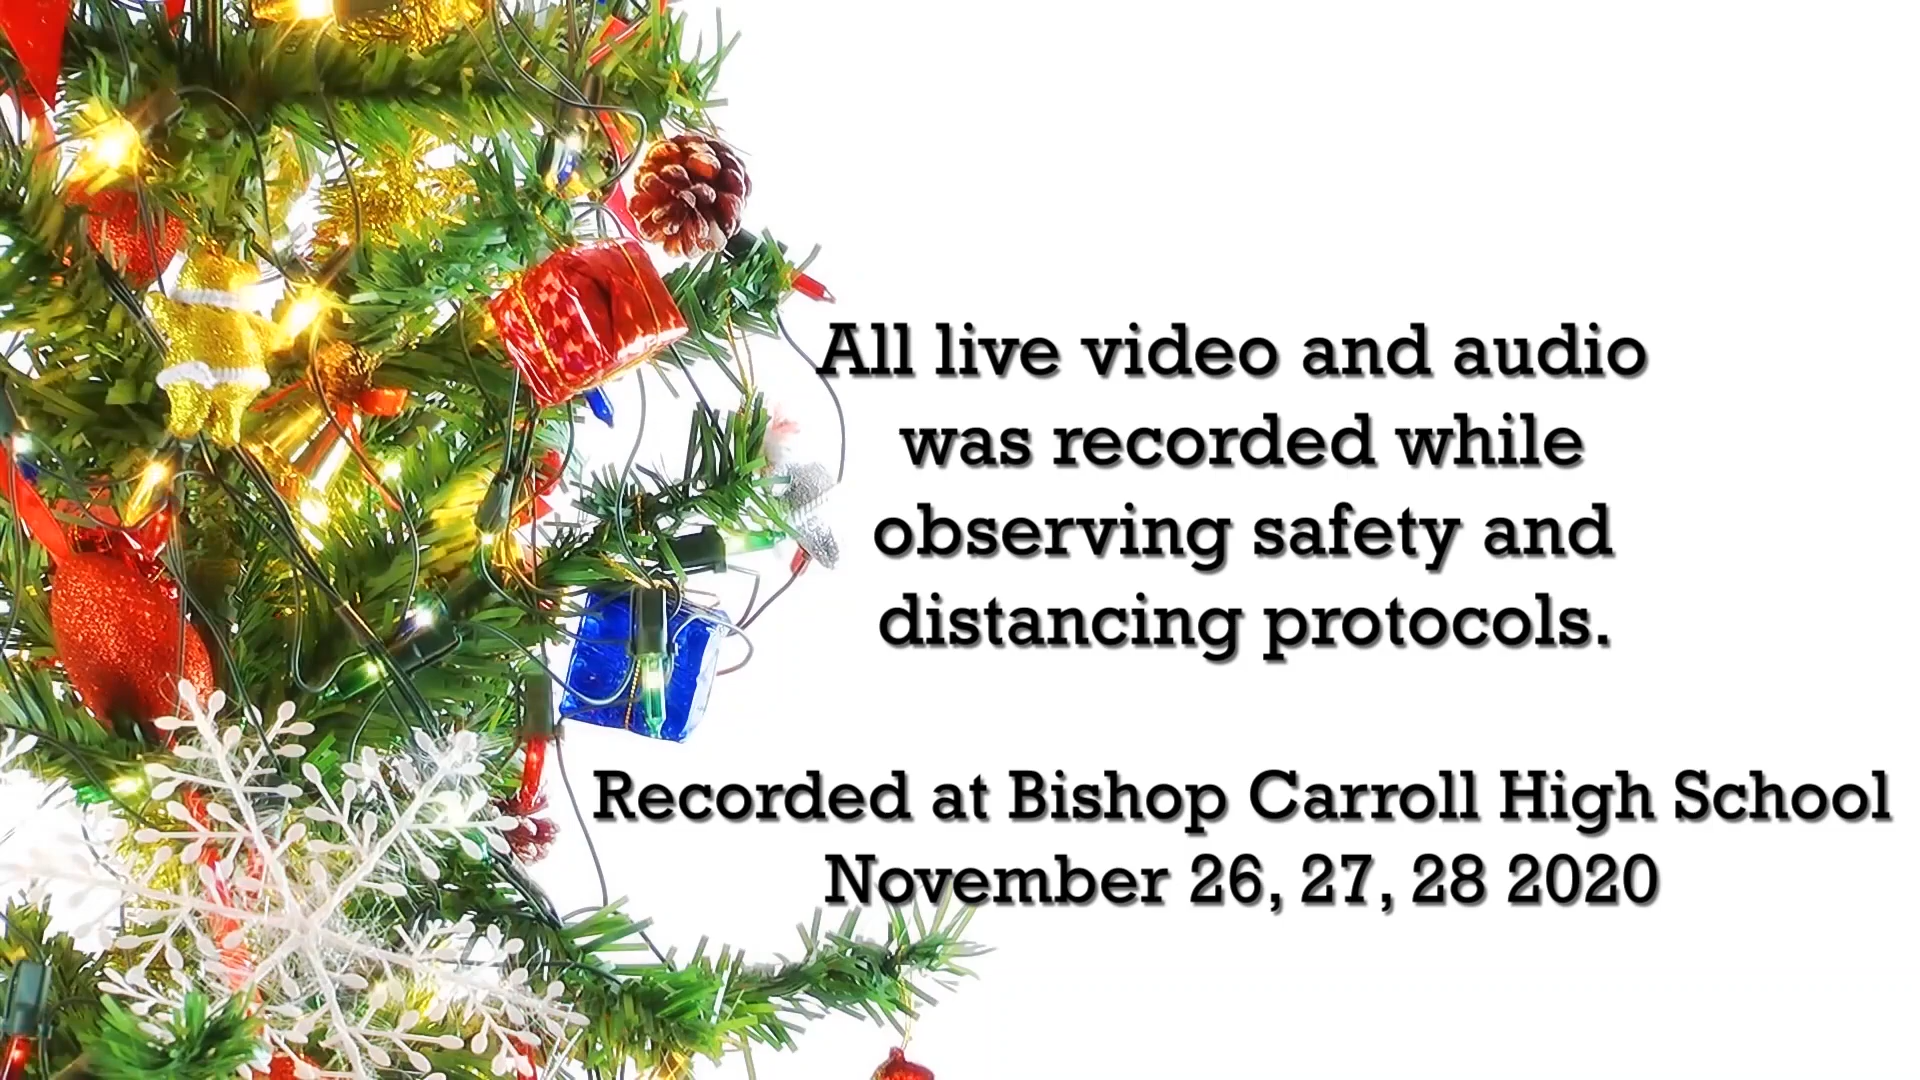 All live video and audio
was recorded while
observing safety and
distancing protocols.
Recorded at Bishop Carroll High School
November 26, 27, 28 2020